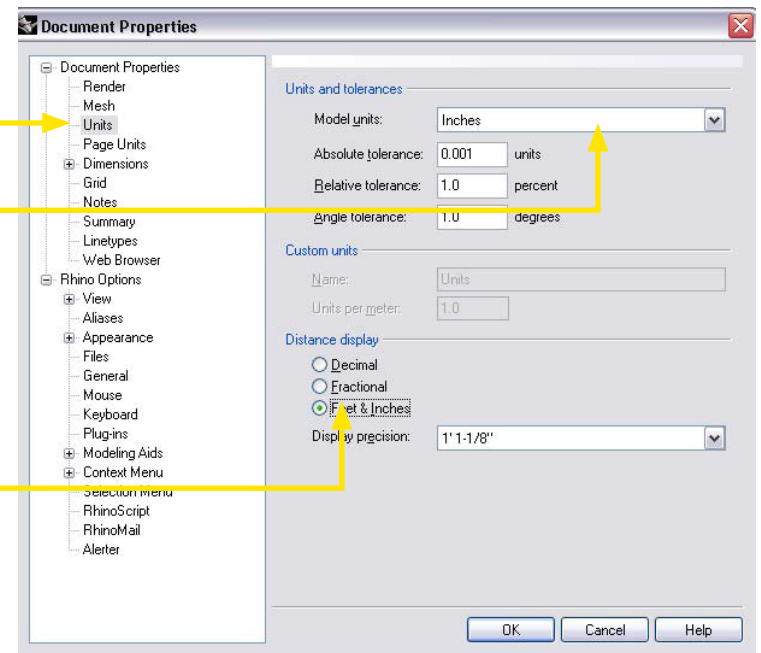 Document Properties
Document Properties
Render
Mesh
Units
Page Units
Dimensions
Grid
Notes
Summary
Linetypes
Web Browser
Rhino Options
View
Aliases
Appearance
Files
General
Mouse
Keyboard
Plug-ins
Modeling Aids
Context Menu
Selection Menu
RhinoScript
RhinoMail
Alerter
Units and tolerances
Model units: Inches
Absolute tolerance: 0.001 units
Relative tolerance: 1.0 percent
Angle tolerance: 1.0 degrees
Custom units
Name: Units
Units per meter: 1.0
Distance display
Decimal
Fractional
Feet & Inches
Display precision: 1' 1-1/8"
OK Cancel Help